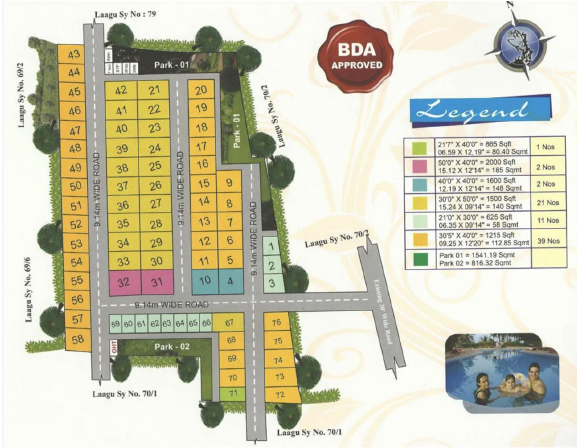 Laagu Sy No : 79
BDA
APPROVED
Legend
21'7" X 40'0" = 865 Sqft
06.59 X 12.19" = 80.40 Sqmt
1 Nos
50'0" X 40'0" = 2000 Sqft
15.12 X 12'14" = 185 Sqmt
2 Nos
40'0" X 40'0" = 1600 Sqft
12.19 X 12'14" = 148 Sqmt
2 Nos
30'0" X 50'0" = 1500 Sqft
15.24 X 09'14" = 140 Sqmt
21 Nos
21'0" X 30'0" = 625 Sqft
06.35 X 09'14" = 56 Sqmt
11 Nos
30'5" X 40'0" = 1215 Sqft
09.25 X 12'20" = 112.85 Sqmt
39 Nos
Park 01 = 1541.19 Sqmt
Park 02 = 816.32 Sqmt
Laagu Sy No. 69/2
Laagu Sy No. 69/6
43
44
45
46
47
48
49
50
51
52
53
54
55
56
57
58
9.14m WIDE ROAD
Park - 01
42 21
41 22
40 23
39 24
38 25
37 26
36 27
35 28
34 29
33 30
32 31
20
19
18
17
16
15 9
14 8
13 7
12 6
11 5
10 4
Park - 01
Laagu Sy No. 70/2
9.14m WIDE ROAD
1
2
3
Laagu Sy No. 70/2
Existing 30' Wide Road
9.14m WIDE ROAD
59 60 61 62 63 64 65 66 67
68
69
70
71
76
75
74
73
72
OHT
Park - 02
Laagu Sy No. 70/1
Laagu Sy No. 70/1